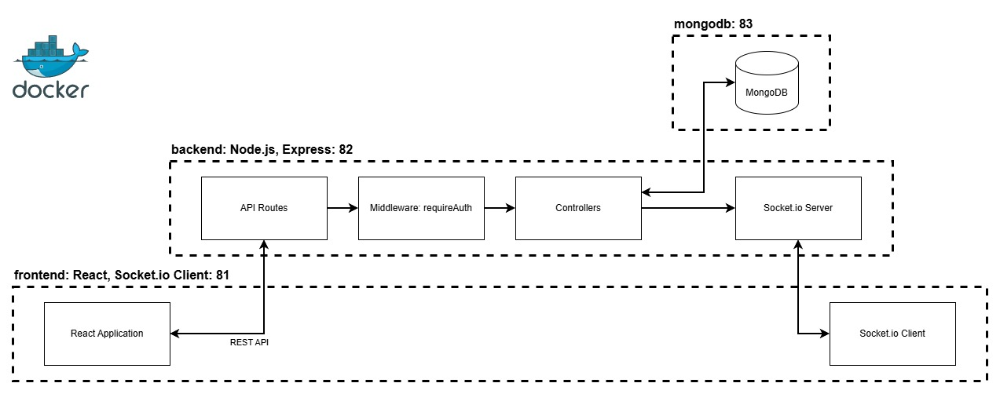 mongodb: 83
docker
MongoDB
backend: Node.js, Express: 82
API Routes
Middleware: requireAuth
Controllers
Socket.io Server
frontend: React, Socket.io Client: 81
React Application
REST API
Socket.io Client